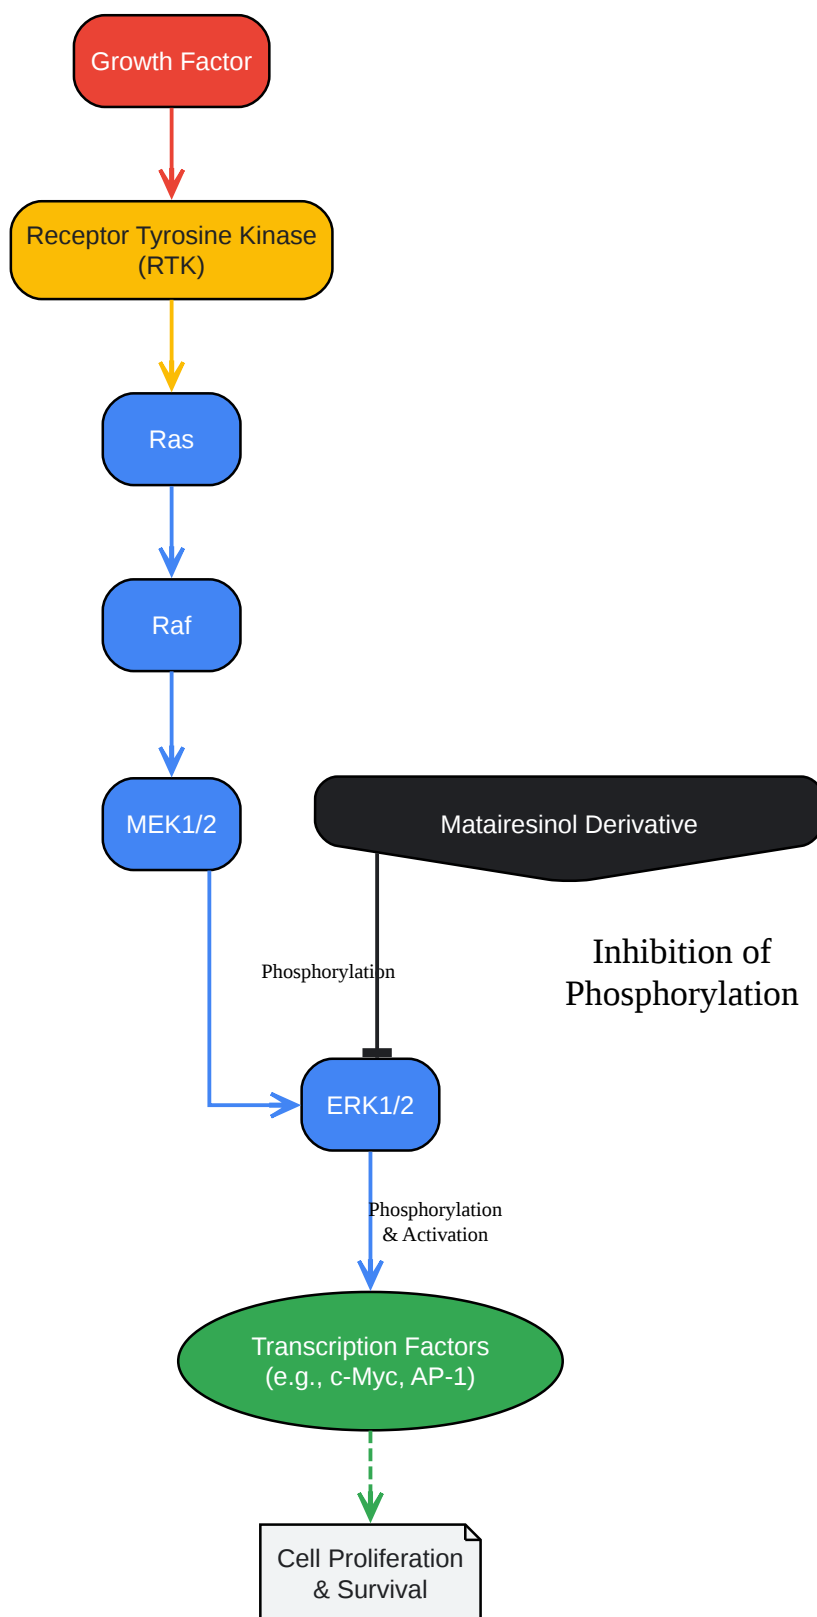 Growth Factor
Receptor Tyrosine Kinase
(RTK)
Ras
Raf
MEK1/2
Matairesinol Derivative
Inhibition of
Phosphorylation
Phosphorylation
ERK1/2
Phosphorylation
& Activation
Transcription Factors
(e.g., c-Myc, AP-1)
Cell Proliferation
& Survival